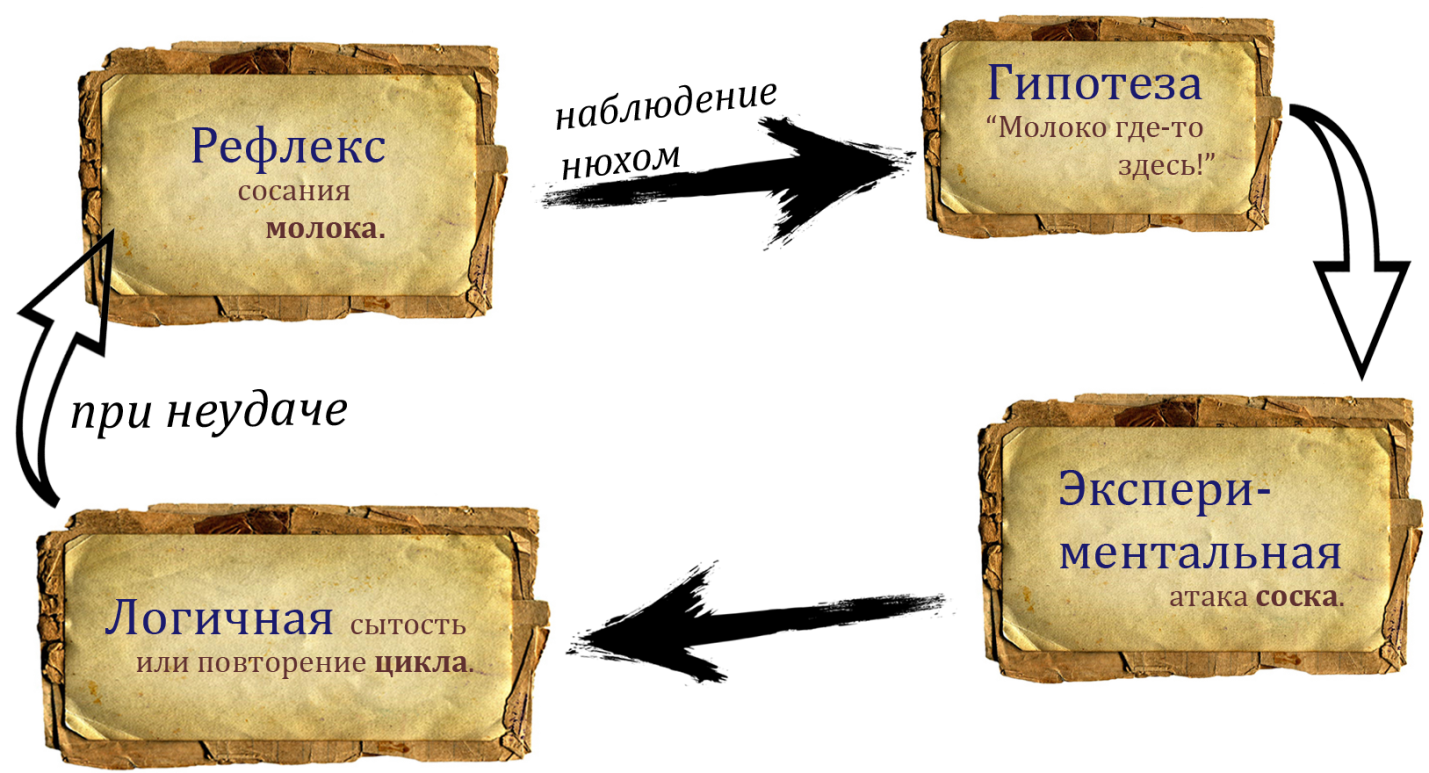 Рефлекс
сосания
молока.
наблюдение
нюхом
Гипотеза
“Молоко где-то
здесь!”
Экспери-
ментальная
атака соска.
Логичная сытость
или повторение цикла.
при неудаче